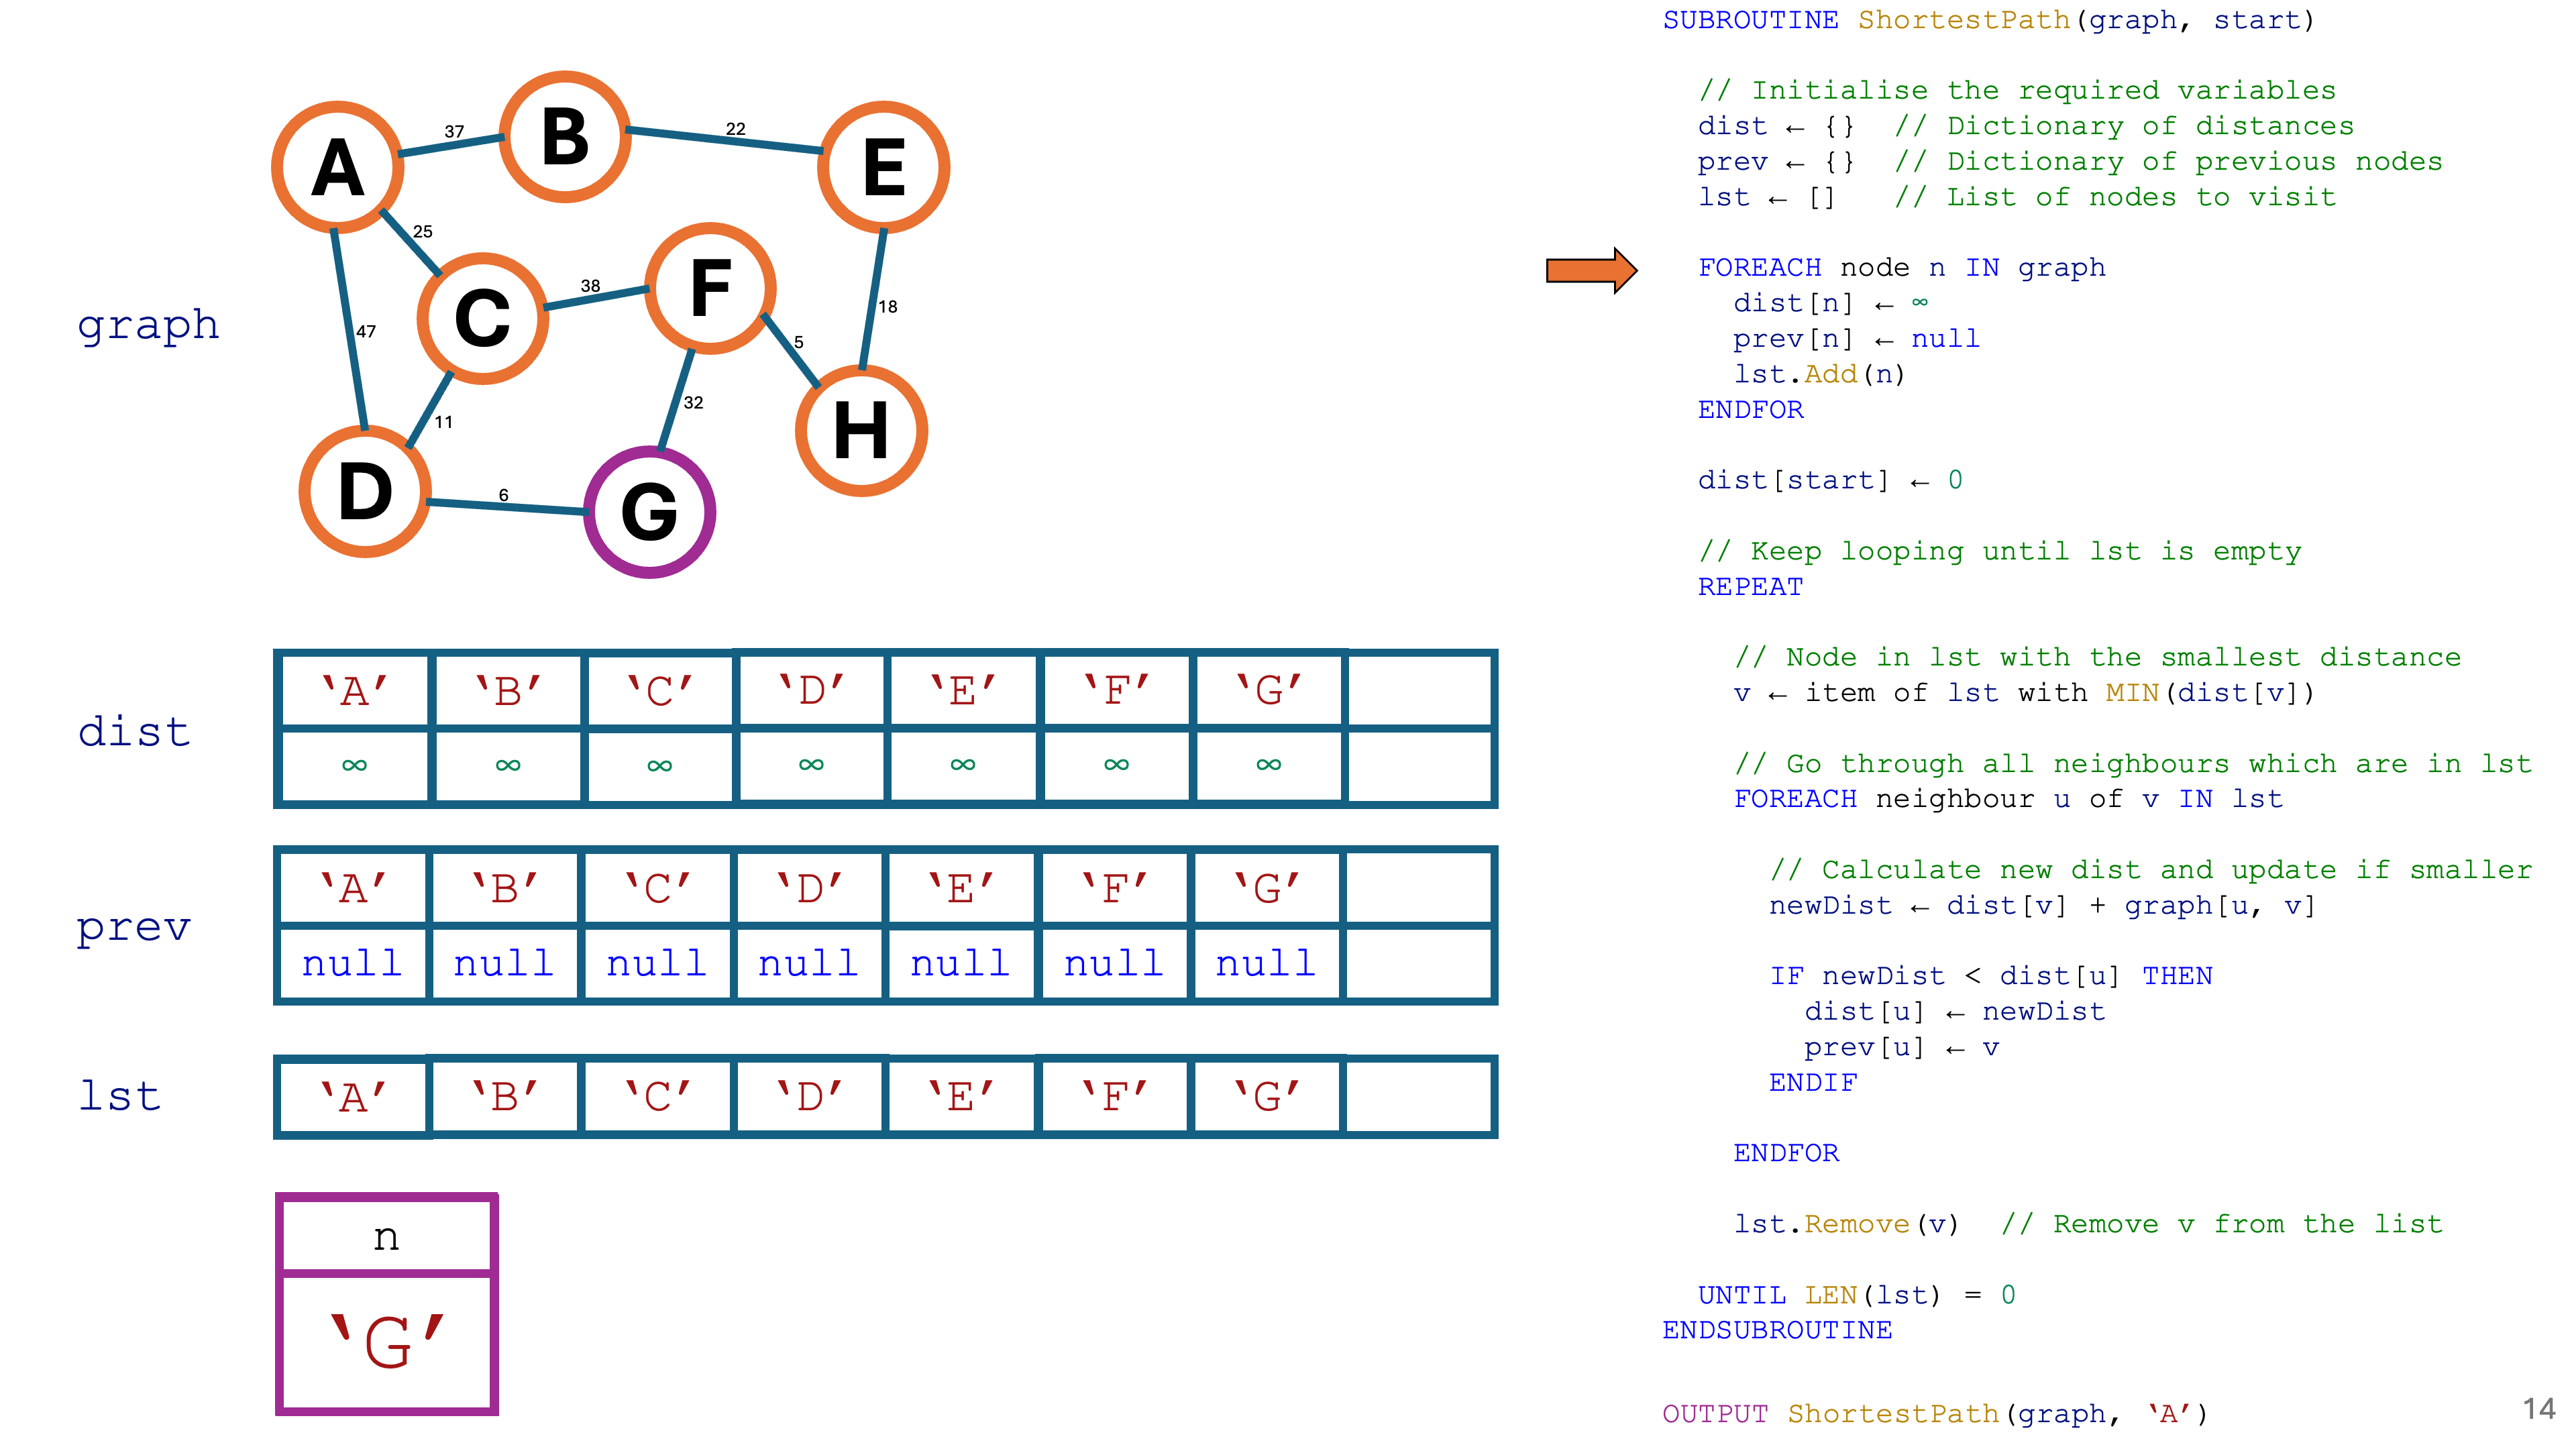 graph
A
B
E
C
F
H
D
G
37
22
25
38
18
47
5
11
32
6
dist
‘A’ ‘B’ ‘C’ ‘D’ ‘E’ ‘F’ ‘G’
∞ ∞ ∞ ∞ ∞ ∞ ∞
prev
‘A’ ‘B’ ‘C’ ‘D’ ‘E’ ‘F’ ‘G’
null null null null null null null
lst
‘A’ ‘B’ ‘C’ ‘D’ ‘E’ ‘F’ ‘G’
n
‘G’
SUBROUTINE ShortestPath(graph, start)
// Initialise the required variables
dist ← {} // Dictionary of distances
prev ← {} // Dictionary of previous nodes
lst ← [] // List of nodes to visit
FOREACH node n IN graph
dist[n] ← ∞
prev[n] ← null
lst.Add(n)
ENDFOR
dist[start] ← 0
// Keep looping until lst is empty
REPEAT
// Node in lst with the smallest distance
v ← item of lst with MIN(dist[v])
// Go through all neighbours which are in lst
FOREACH neighbour u of v IN lst
// Calculate new dist and update if smaller
newDist ← dist[v] + graph[u, v]
IF newDist < dist[u] THEN
dist[u] ← newDist
prev[u] ← v
ENDIF
ENDFOR
lst.Remove(v) // Remove v from the list
UNTIL LEN(lst) = 0
ENDSUBROUTINE
OUTPUT ShortestPath(graph, ‘A’)
14